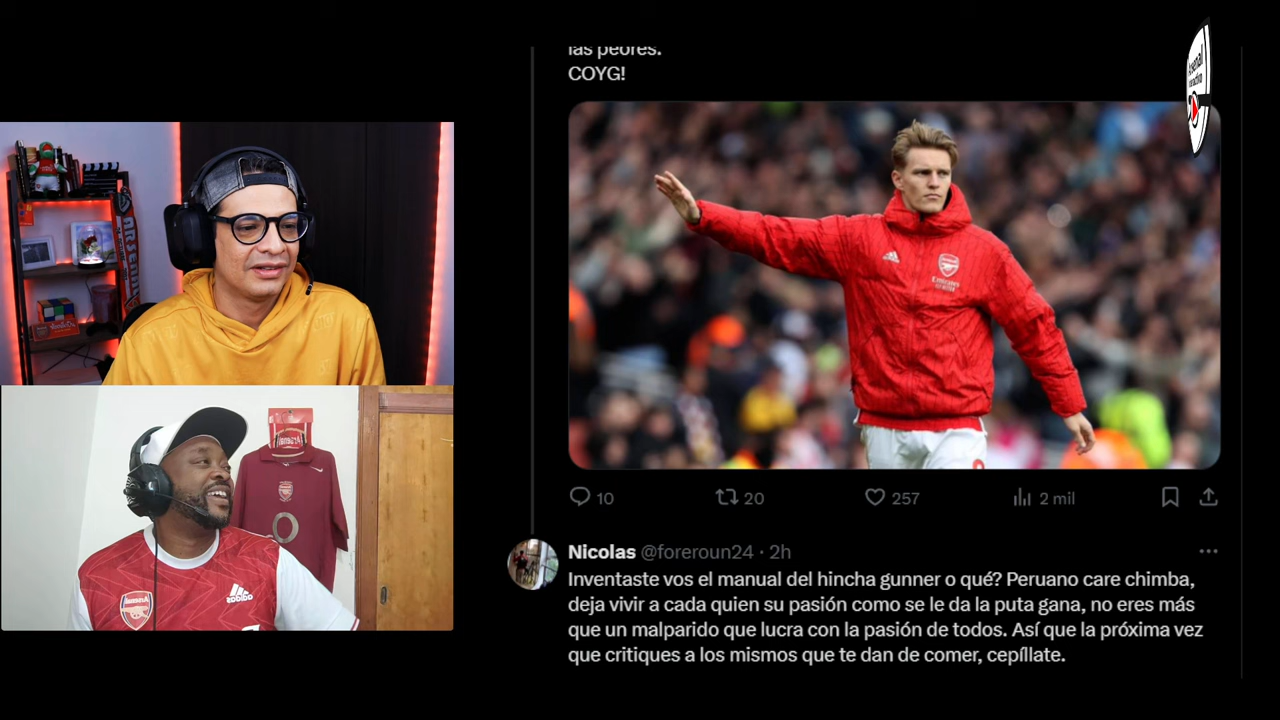 las peores.
COYG!
10
20
257
2 mil
Nicolas @foreroun24 · 2h
Inventaste vos el manual del hincha gunner o qué? Peruano care chimba,
deja vivir a cada quien su pasión como se le da la puta gana, no eres más
que un malparido que lucra con la pasión de todos. Así que la próxima vez
que critiques a los mismos que te dan de comer, cepíllate.
Arsenal
ARSENAL
Arsenal